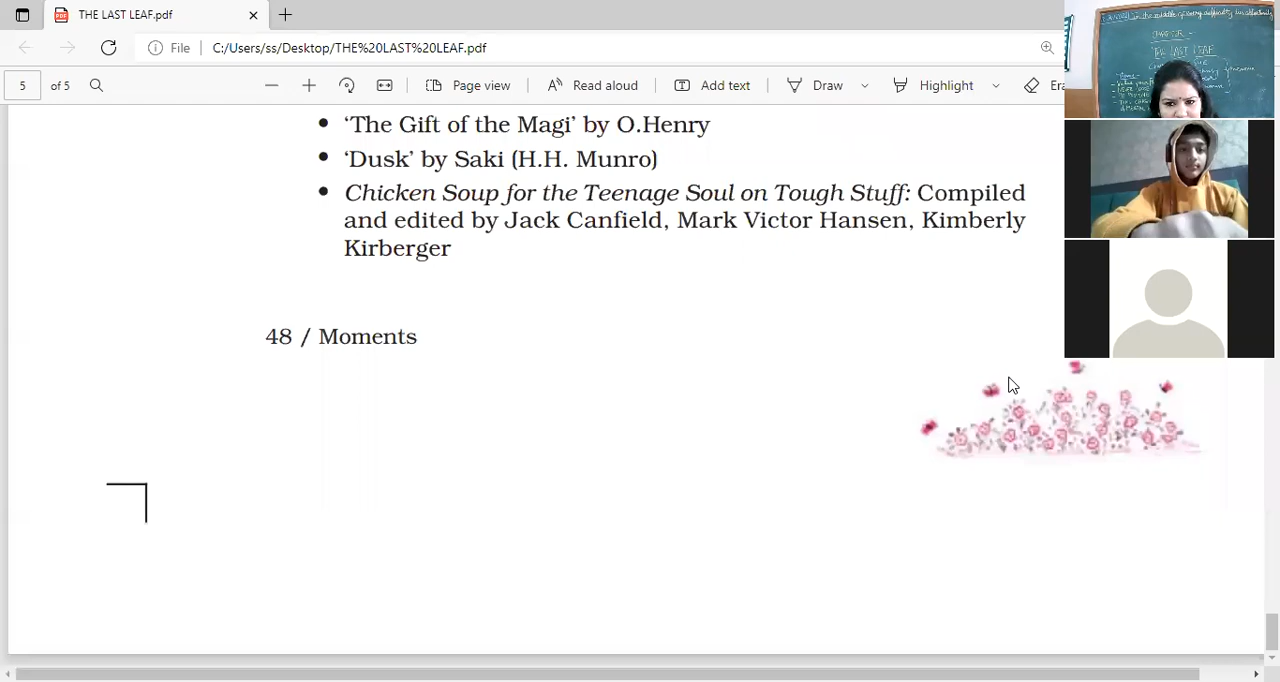 THE LAST LEAF.pdf
File
C:/Users/ss/Desktop/THE%20LAST%20LEAF.pdf
5 of 5
Page view
Read aloud
Add text
Draw
Highlight
Era
• ‘The Gift of the Magi’ by O.Henry
• ‘Dusk’ by Saki (H.H. Munro)
• Chicken Soup for the Teenage Soul on Tough Stuff: Compiled
and edited by Jack Canfield, Mark Victor Hansen, Kimberly
Kirberger
48 / Moments
THE LAST LEAF